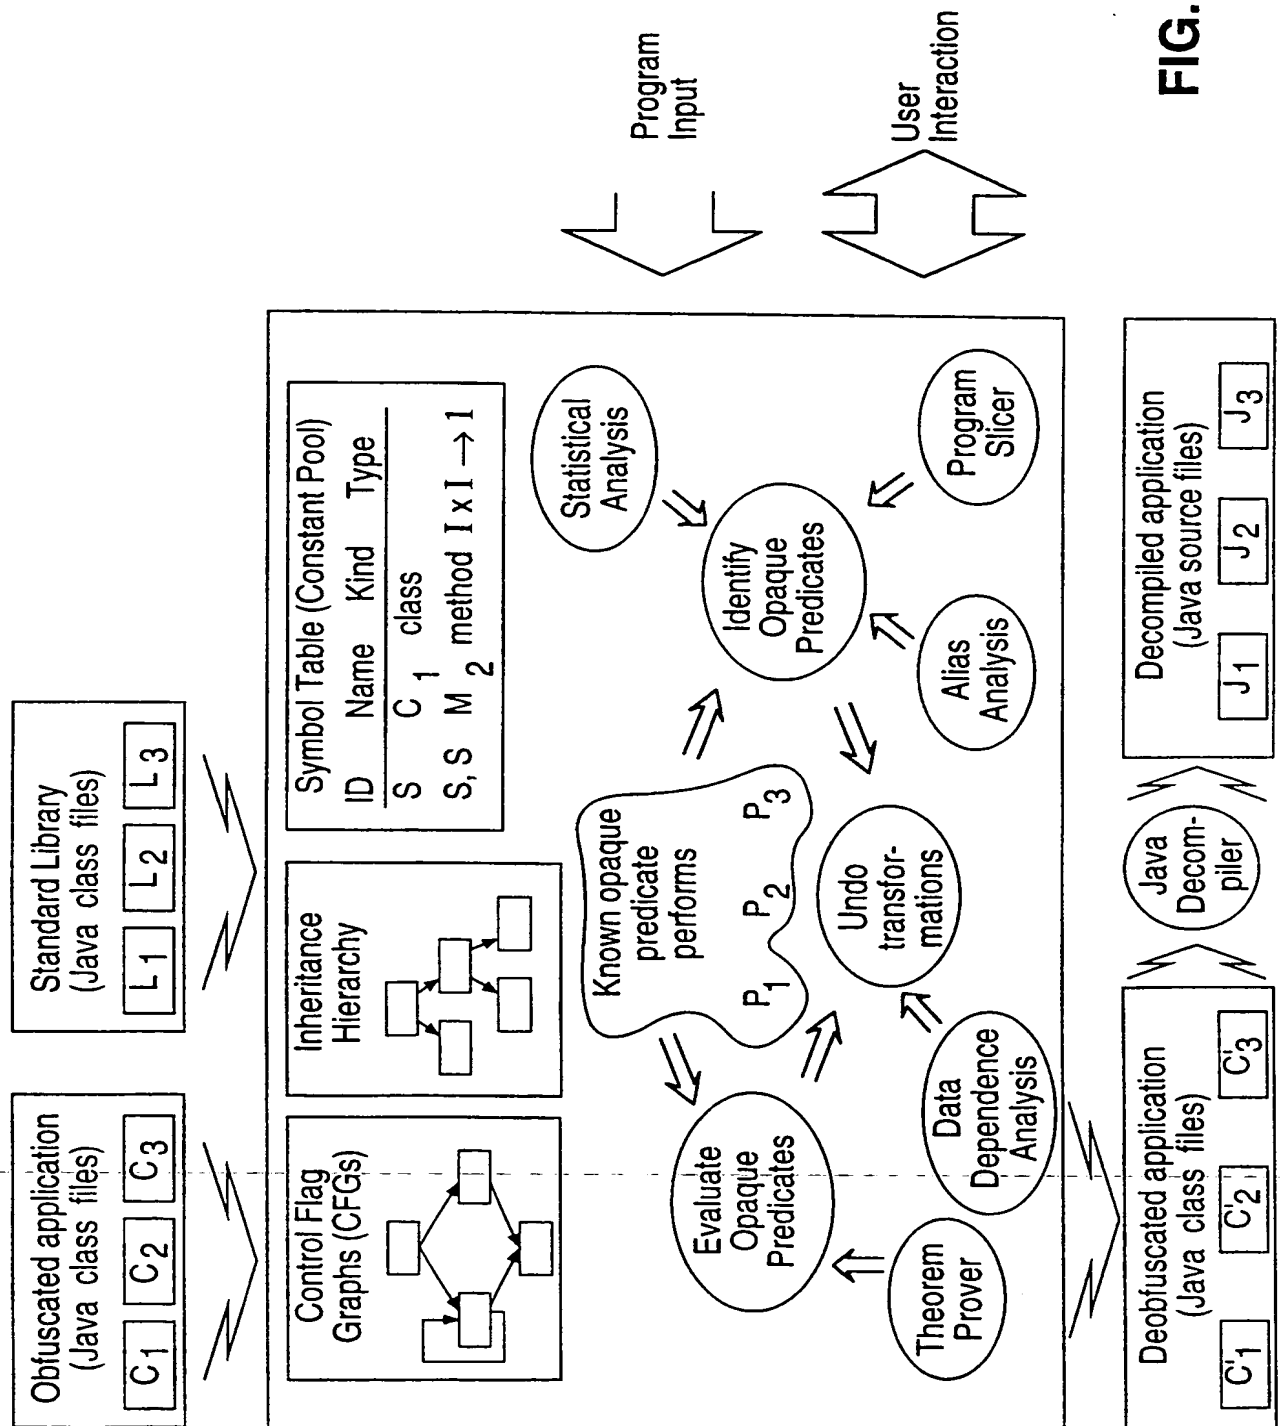 Obfuscated application
(Java class files)
C1 C2 C3
Standard Library
(Java class files)
L1 L2 L3
Control Flag
Graphs (CFGs)
Inheritance
Hierarchy
Symbol Table (Constant Pool)
ID Name Kind Type
S C1 class
S, S M2 method I x I → 1
Known opaque
predicate
performs
P1 P2 P3
Statistical
Analysis
Evaluate
Opaque
Predicates
Identify
Opaque
Predicates
Undo
transfor-
mations
Theorem
Prover
Data
Dependence
Analysis
Alias
Analysis
Program
Slicer
Program
Input
User
Interaction
Deobfuscated application
(Java class files)
C'1 C'2 C'3
Java
Decom-
piler
Decompiled application
(Java source files)
J1 J2 J3
FIG.